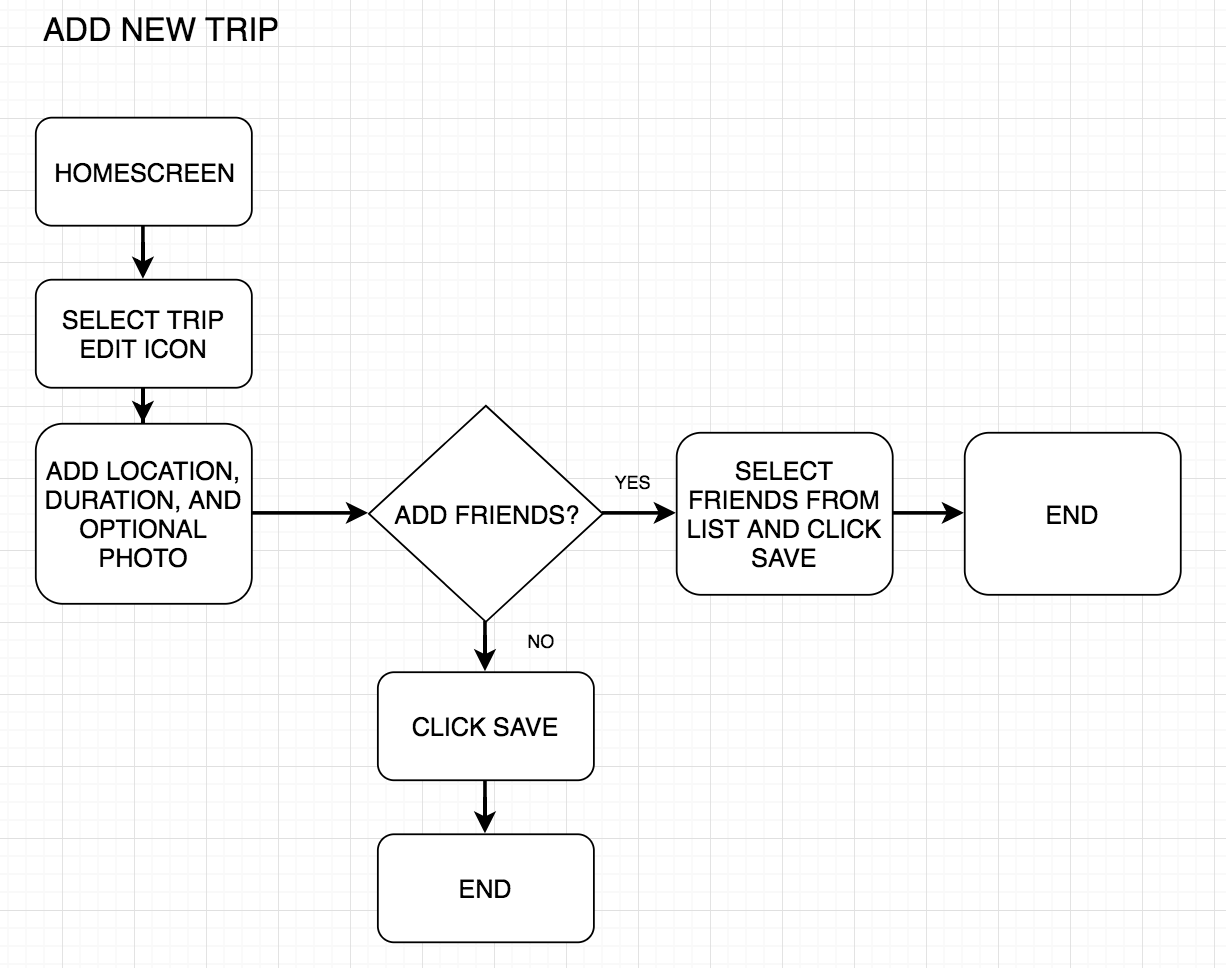 ADD NEW TRIP
HOMESCREEN
SELECT TRIP
EDIT ICON
ADD LOCATION,
DURATION, AND
OPTIONAL
PHOTO
ADD FRIENDS?
YES
SELECT
FRIENDS FROM
LIST AND CLICK
SAVE
END
NO
CLICK SAVE
END